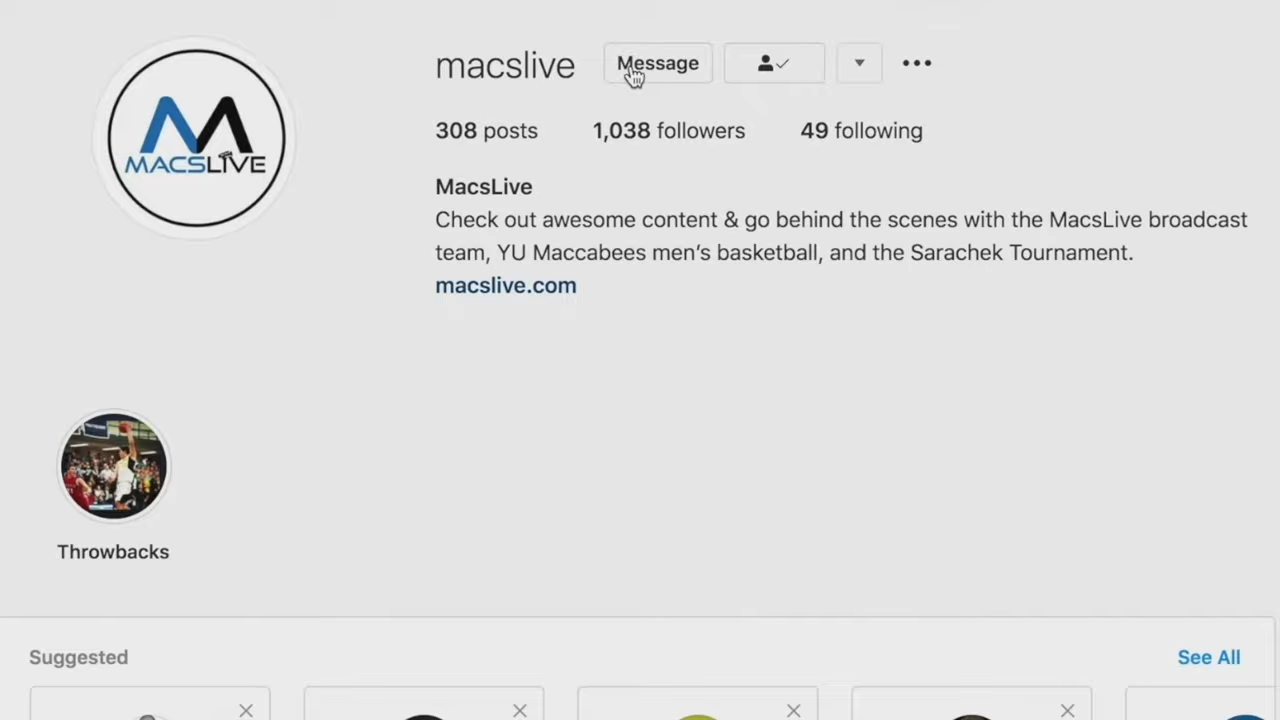 macslive Message
308 posts 1,038 followers 49 following
MacsLive
Check out awesome content & go behind the scenes with the MacsLive broadcast
team, YU Maccabees men's basketball, and the Sarachek Tournament.
macslive.com
MACSLIVE
Throwbacks
Suggested See All